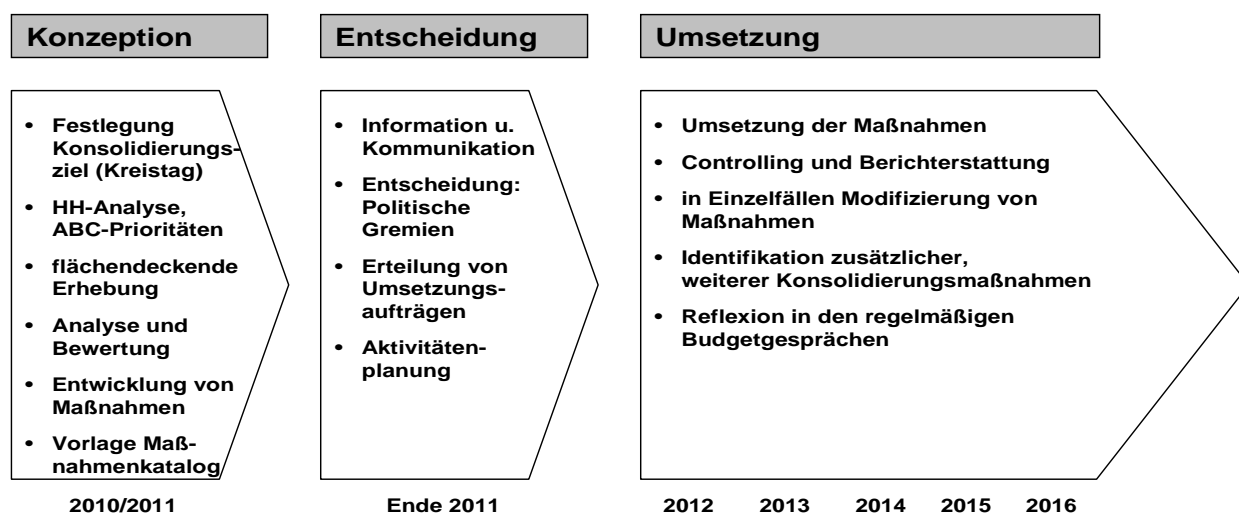 Konzeption
• Festlegung
Konsolidierungs-
ziel (Kreistag)
• HH-Analyse,
ABC-Prioritäten
• flächendeckende
Erhebung
• Analyse und
Bewertung
• Entwicklung von
Maßnahmen
• Vorlage Maß-
nahmenkatalog
2010/2011
Entscheidung
• Information u.
Kommunikation
• Entscheidung:
Politische
Gremien
• Erteilung von
Umsetzungs-
aufträgen
• Aktivitäten-
planung
Ende 2011
Umsetzung
• Umsetzung der Maßnahmen
• Controlling und Berichterstattung
• in Einzelfällen Modifizierung von
Maßnahmen
• Identifikation zusätzlicher,
weiterer Konsolidierungsmaßnahmen
• Reflexion in den regelmäßigen
Budgetgesprächen
2012 2013 2014 2015 2016